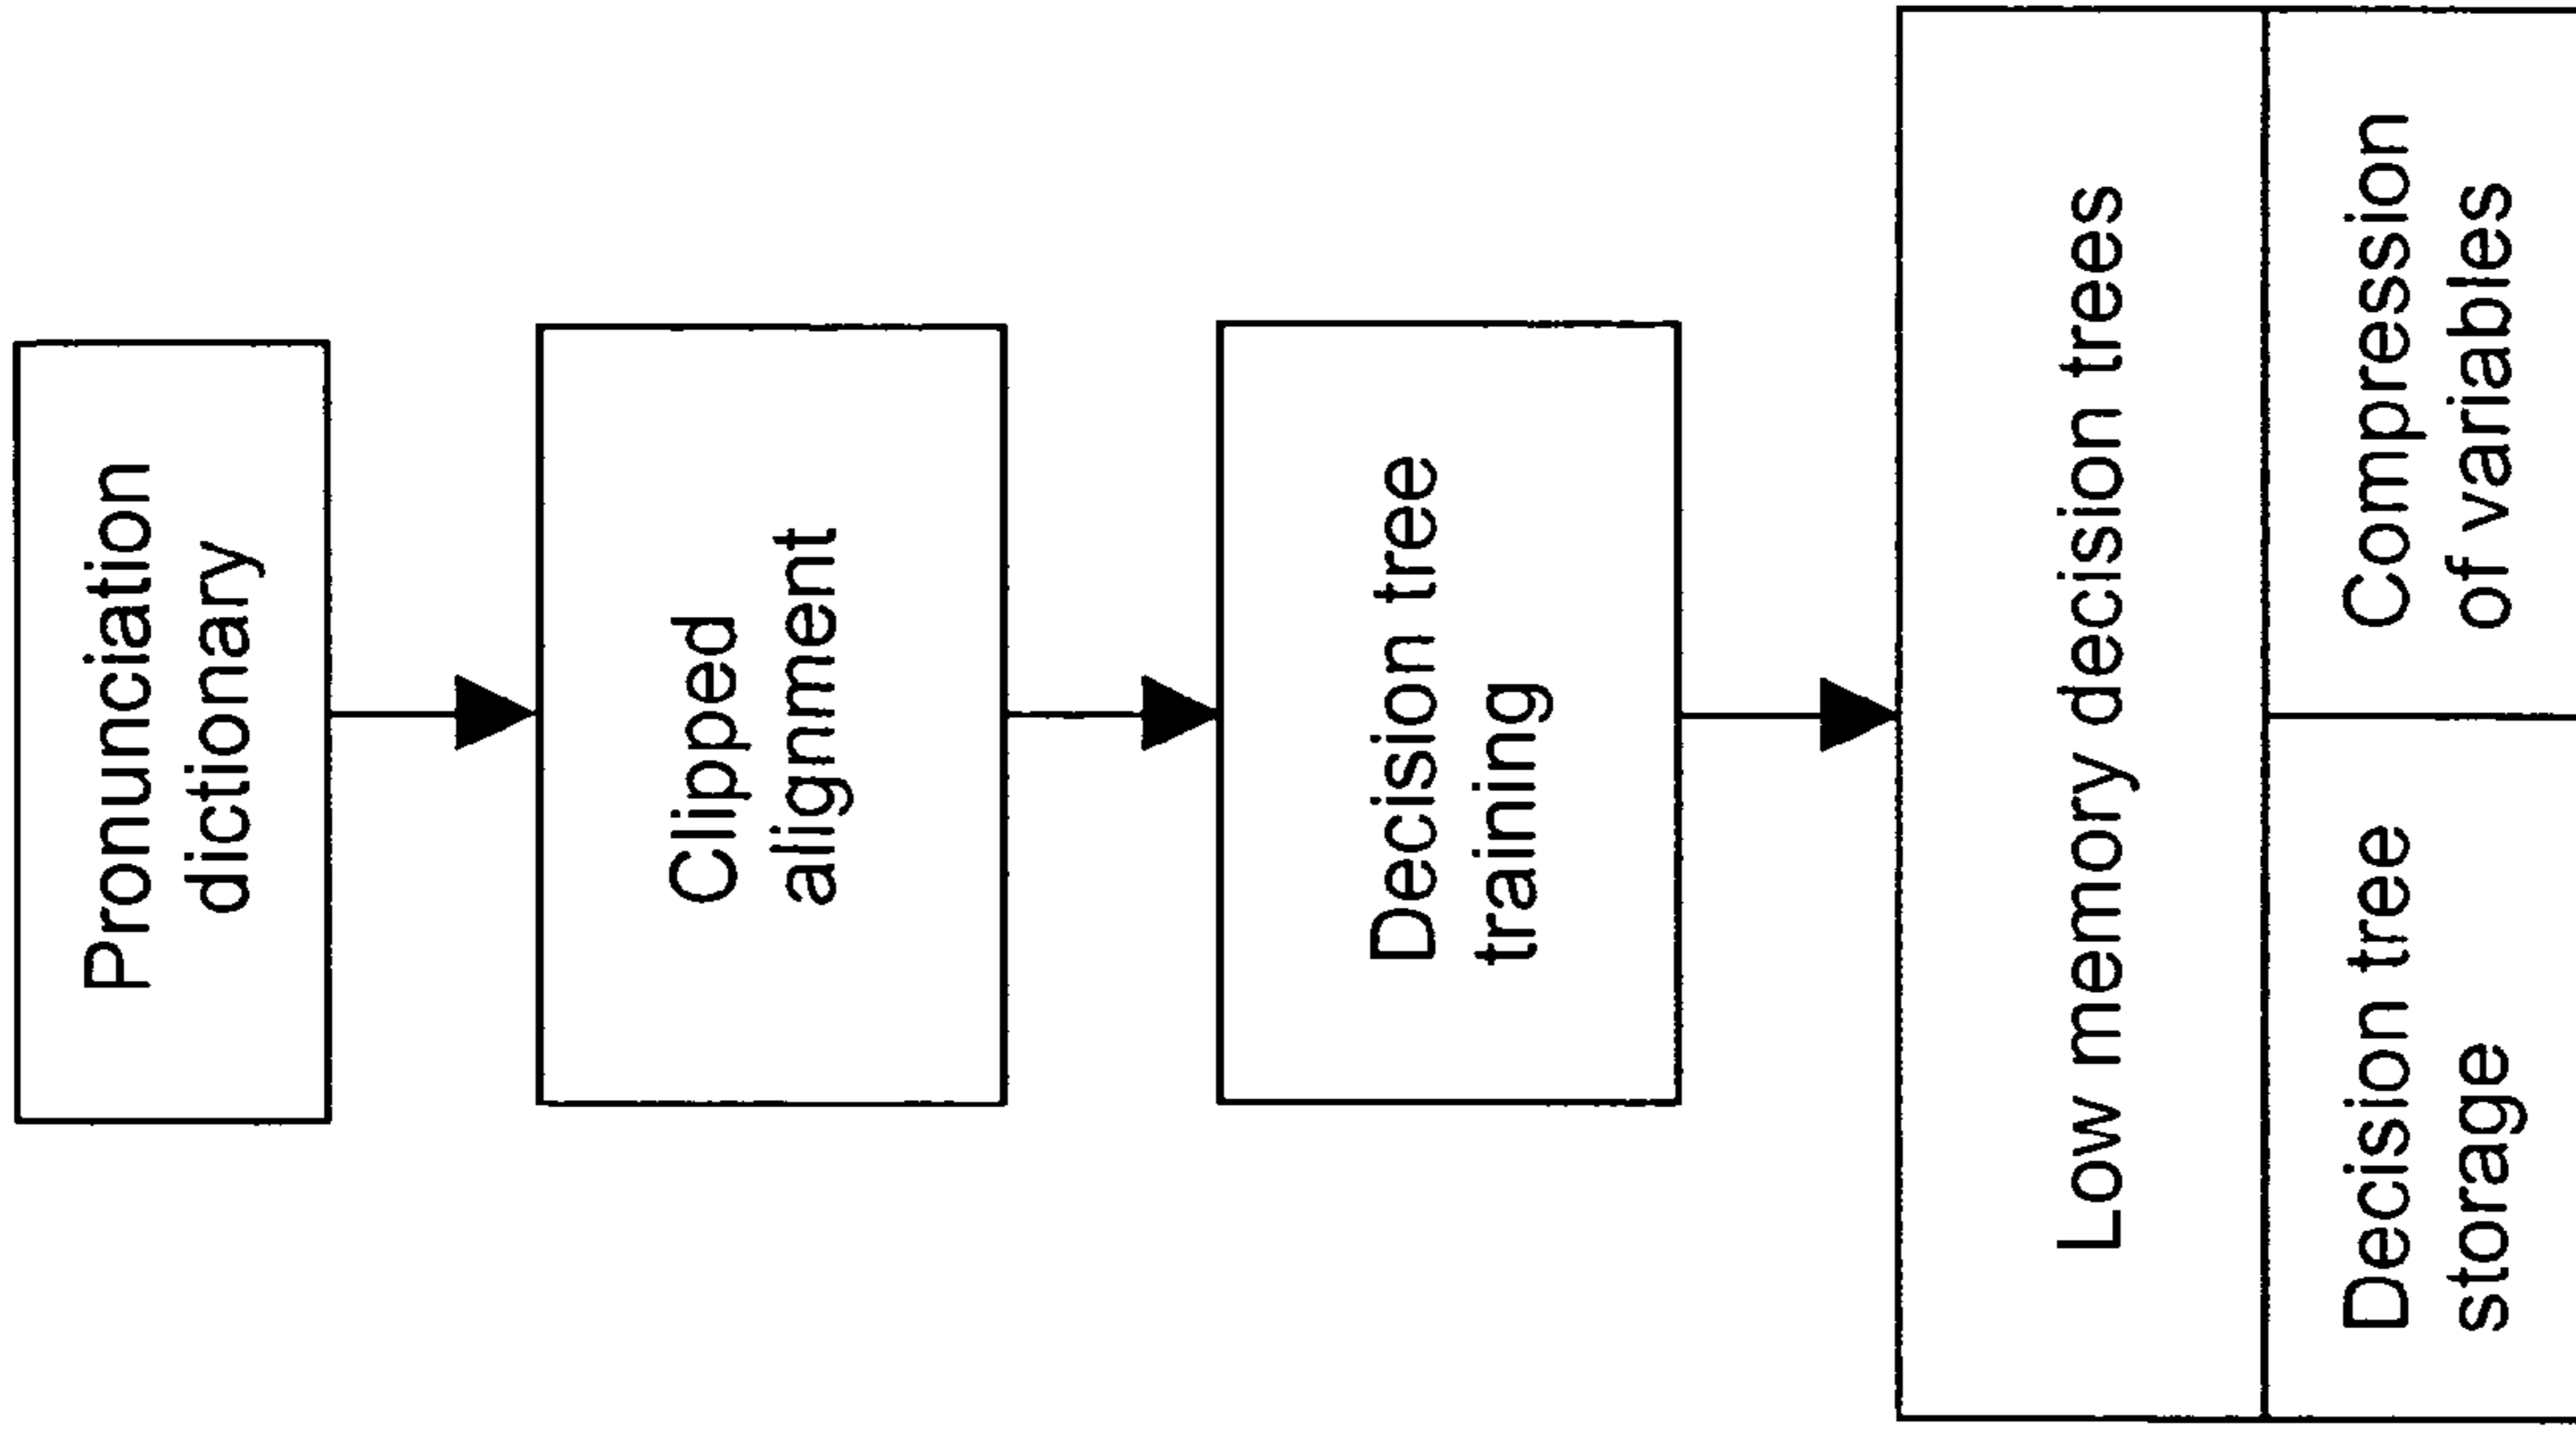 Pronunciation
dictionary
Clipped
alignment
Decision tree
training
Low memory decision trees
Decision tree
storage
Compression
of variables